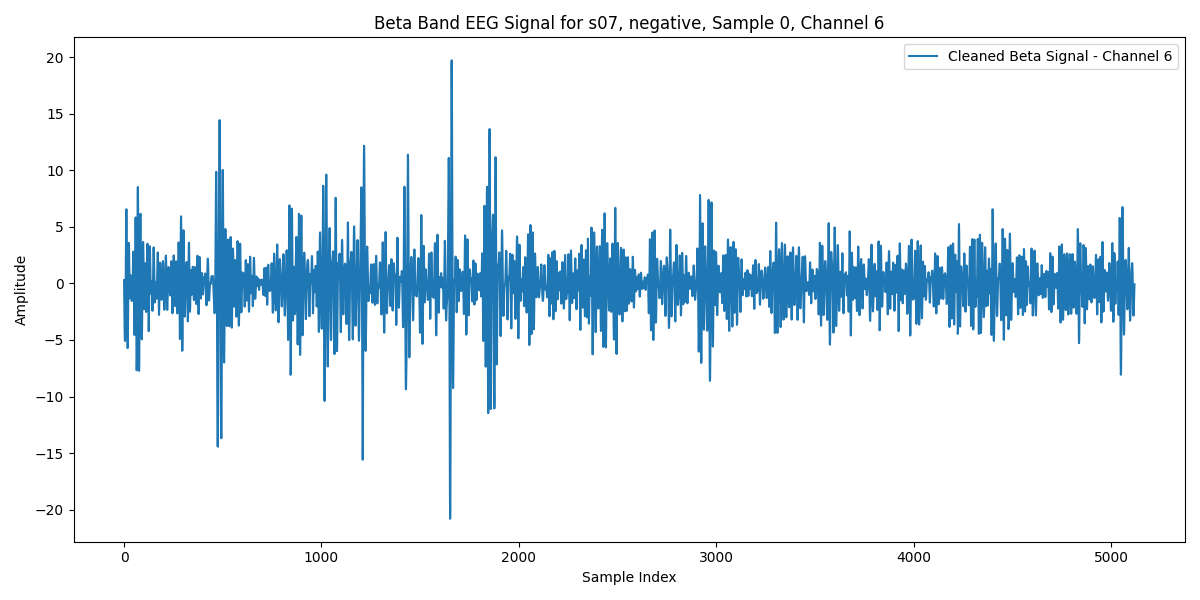 Beta Band EEG Signal for s07, negative, Sample 0, Channel 6
Cleaned Beta Signal - Channel 6
20
15
10
5
0
−5
−10
−15
−20
Amplitude
0 1000 2000 3000 4000 5000
Sample Index